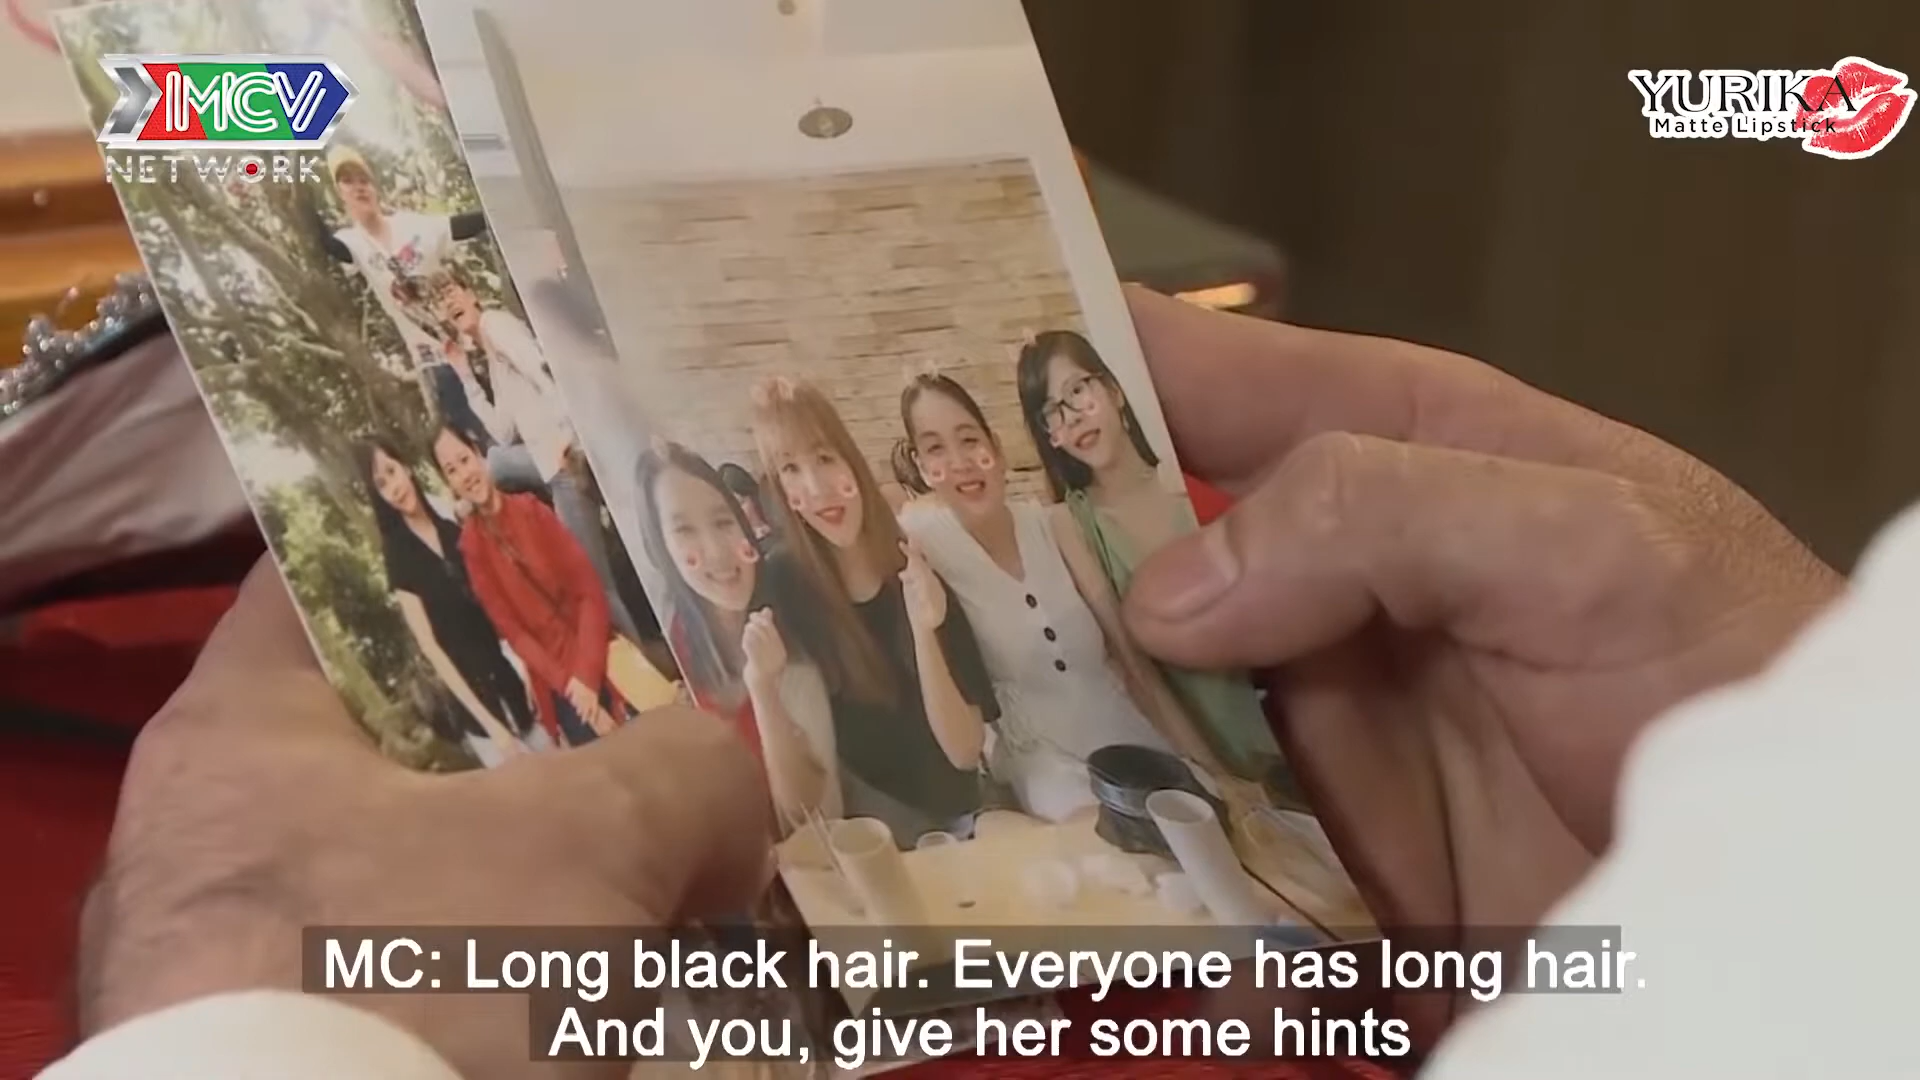 MCV
NETWORK
YURIKA
Matte Lipstick
MC: Long black hair. Everyone has long hair.
And you, give her some hints